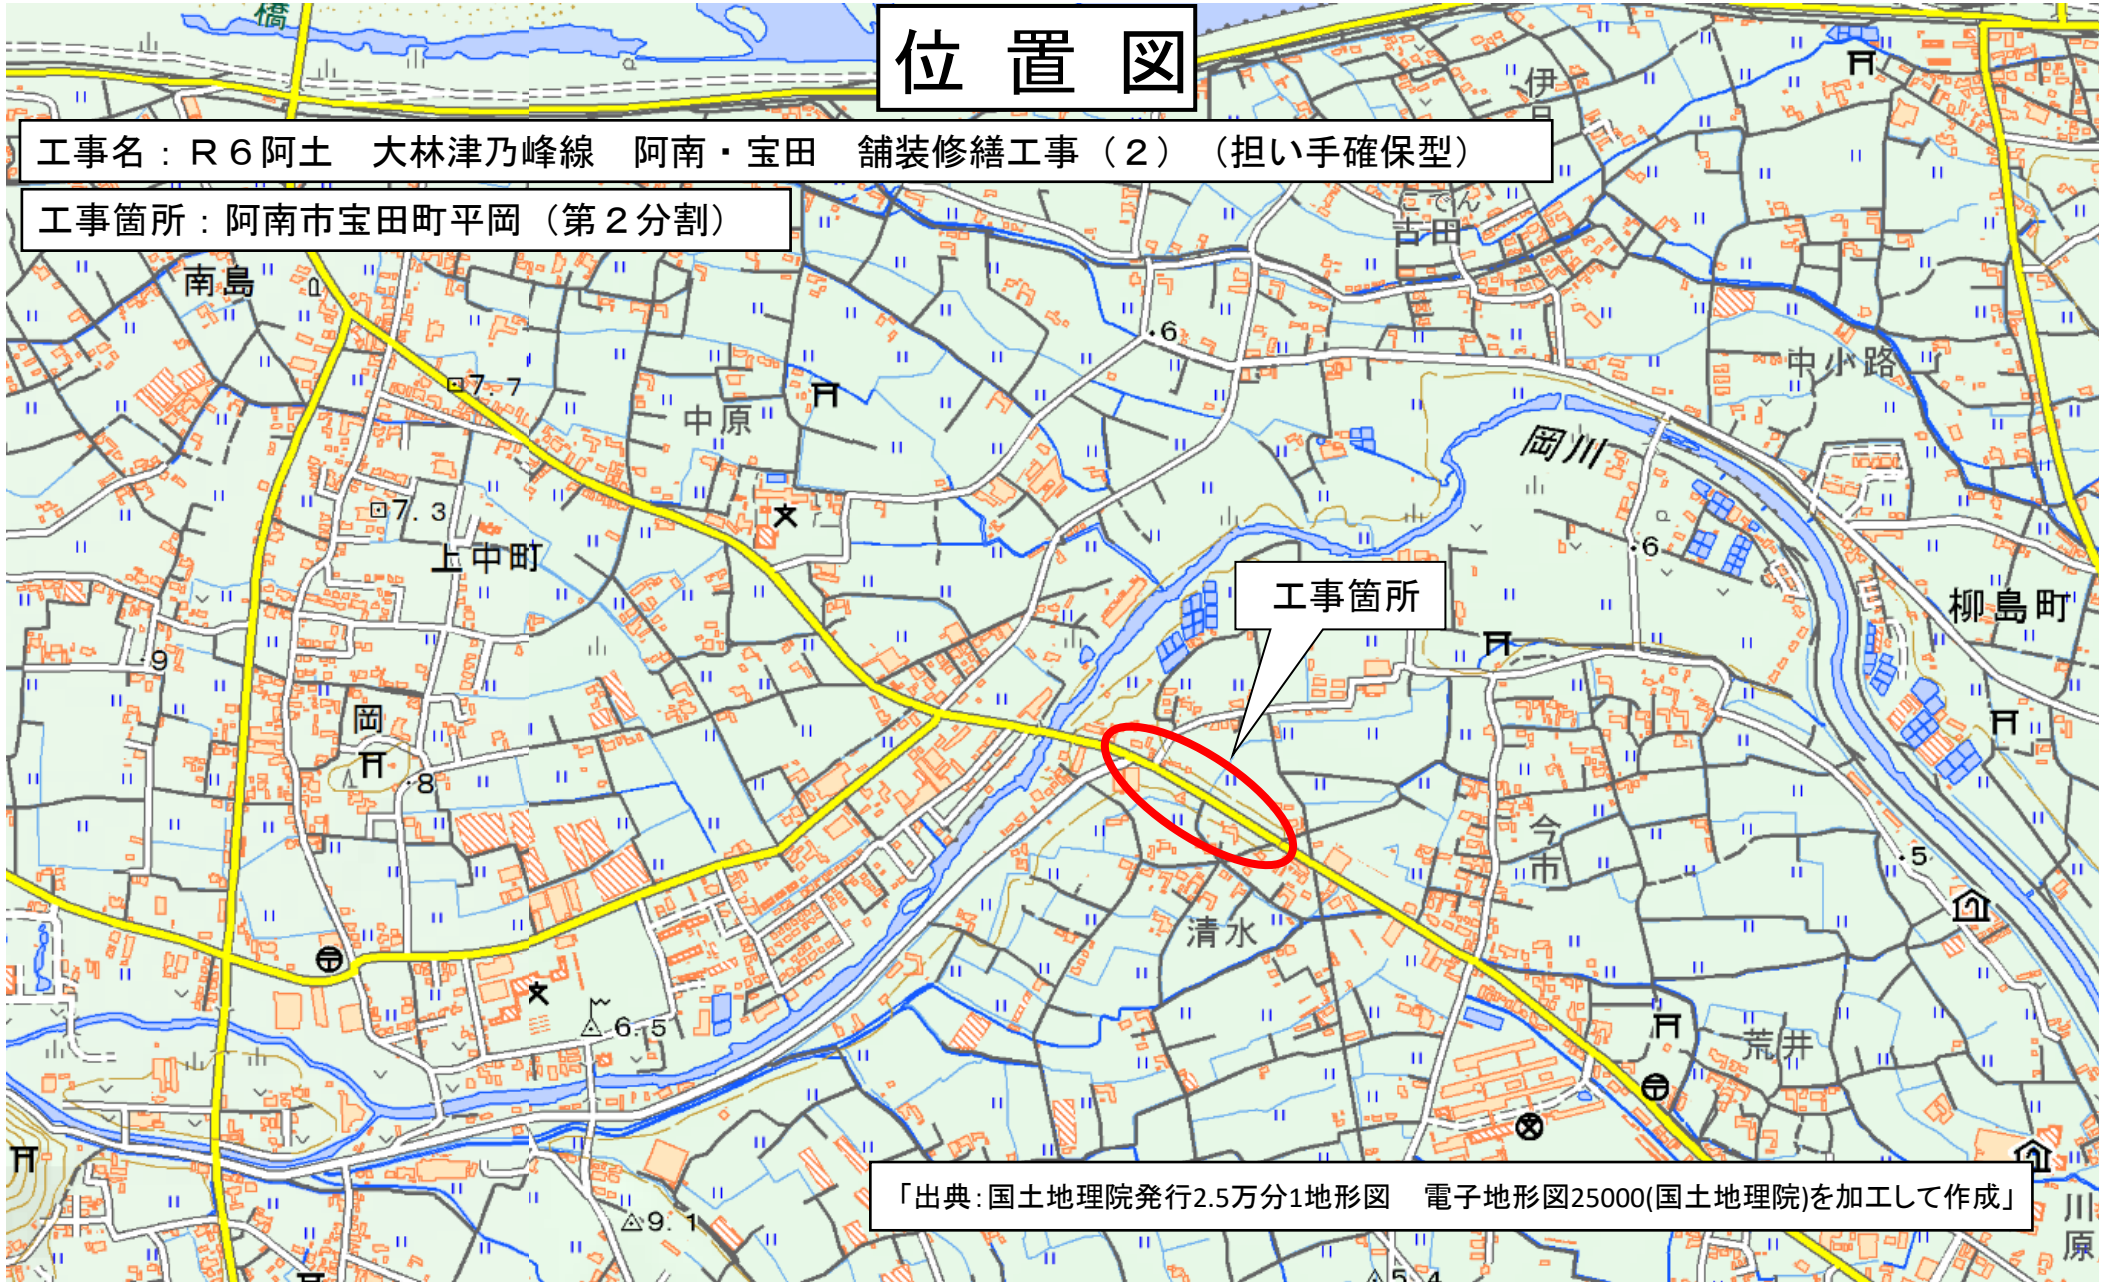 橋
位 置 図
工事名：Ｒ６阿土　大林津乃峰線　阿南・宝田　舗装修繕工事（２）（担い手確保型）
工事箇所：阿南市宝田町平岡（第２分割）
こでん
古田
南島
6
中小路
7.7
中原
岡川
7.3
上中町
6
工事箇所
柳島町
9
岡
8
今市
5
清水
6.5
荒井
9.1
「出典：国土地理院発行2.5万分1地形図　電子地形図25000(国土地理院)を加工して作成」
川原
5.4